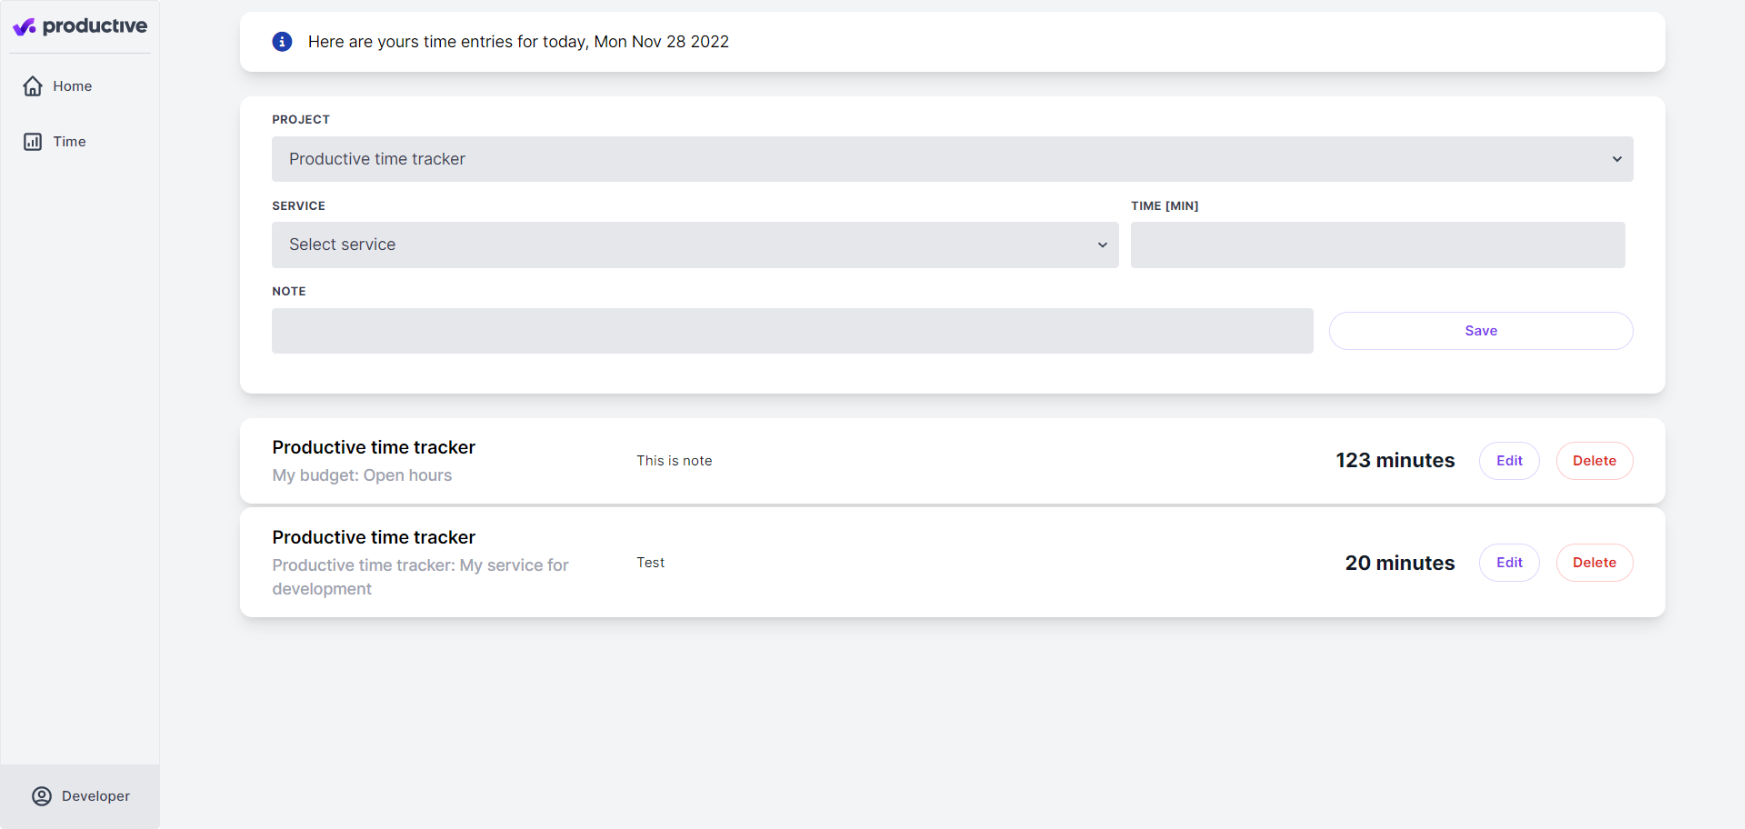 productive
Home
Time
Developer
Here are yours time entries for today, Mon Nov 28 2022
PROJECT
Productive time tracker
SERVICE
TIME [MIN]
Select service
NOTE
Save
Productive time tracker
My budget: Open hours
This is note
123 minutes
Edit
Delete
Productive time tracker
Productive time tracker: My service for
development
Test
20 minutes
Edit
Delete